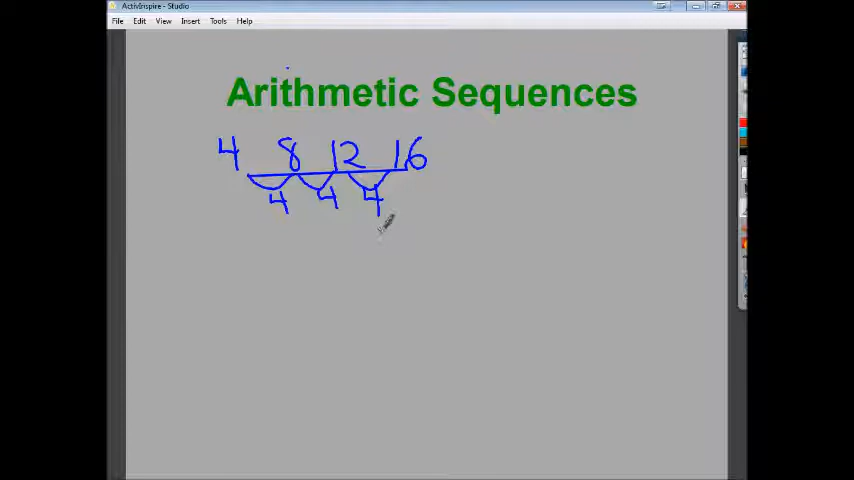 ActivInspire - Studio
File Edit View Insert Tools Help
Arithmetic Sequences
4 8 12 16
4 4 4